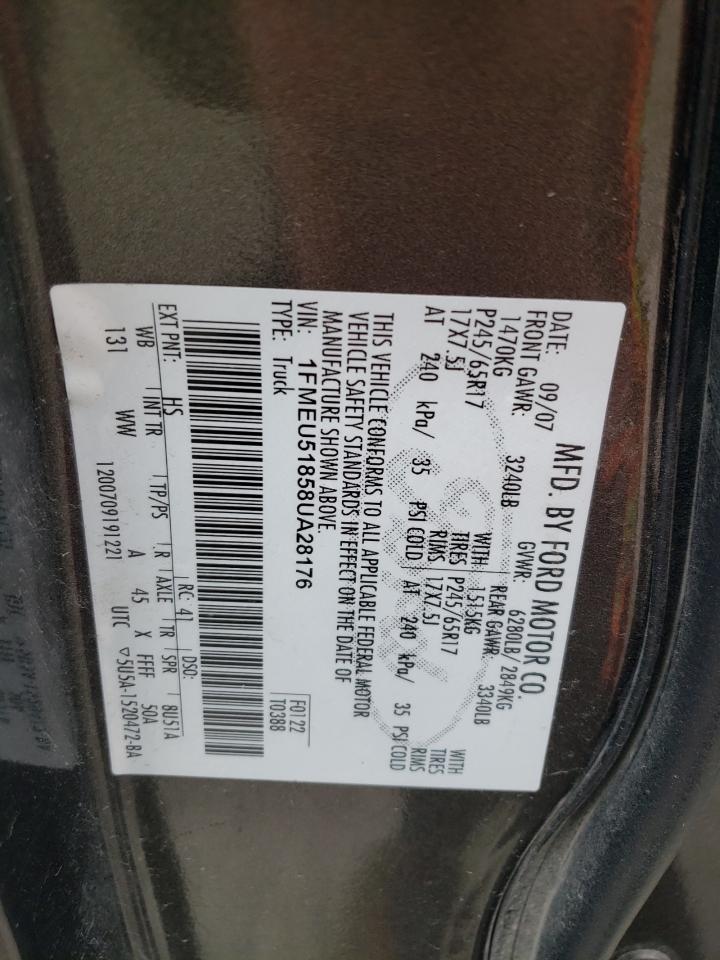 MFD. BY FORD MOTOR CO.
DATE: 09/07 GVWR: 6280LB/ 2849KG
FRONT GAWR: 3240LB REAR GAWR: 3340LB
1470KG WITH 1515KG WITH
P245/65R17 TIRES P245/65R17 TIRES
17X7.5J RIMS 17X7.5J RIMS
AT 240 kPa/ 35 PSI COLD AT 240 kPa/ 35 PSI COLD
THIS VEHICLE CONFORMS TO ALL APPLICABLE FEDERAL MOTOR
VEHICLE SAFETY STANDARDS IN EFFECT ON THE DATE OF
MANUFACTURE SHOWN ABOVE.
VIN: 1FMEU51858UA28176 F0122
TYPE: Truck T0388
EXT PNT: HS RC: 41 DSO:
WB INT TR TP/PS R AXLE TR SPR BU51A
131 WW A 45 X FFFF 50A
1200709191221 UTC ▽5U5A-1520472-BA